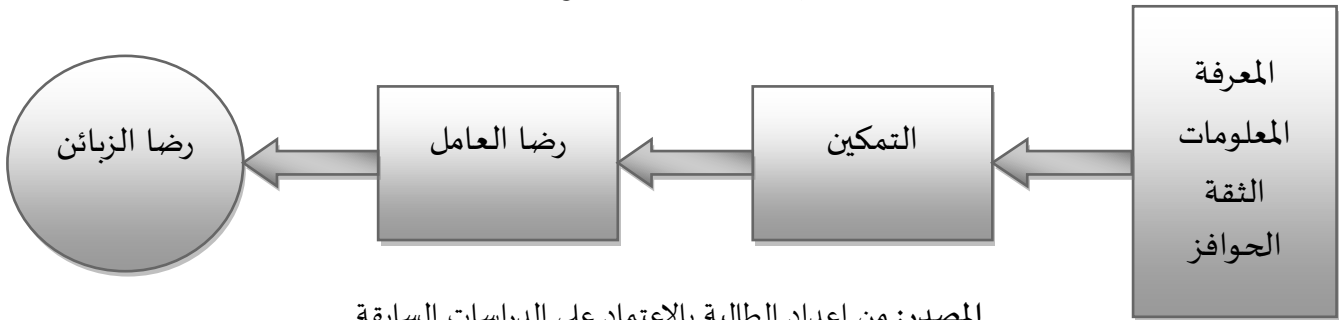 المعرفة
المعلومات
الثقة
الحوافز
التمكين
رضا العامل
رضا الزبائن
المصدر: من إعداد الطالبة بالاعتماد على الدراسات السابقة